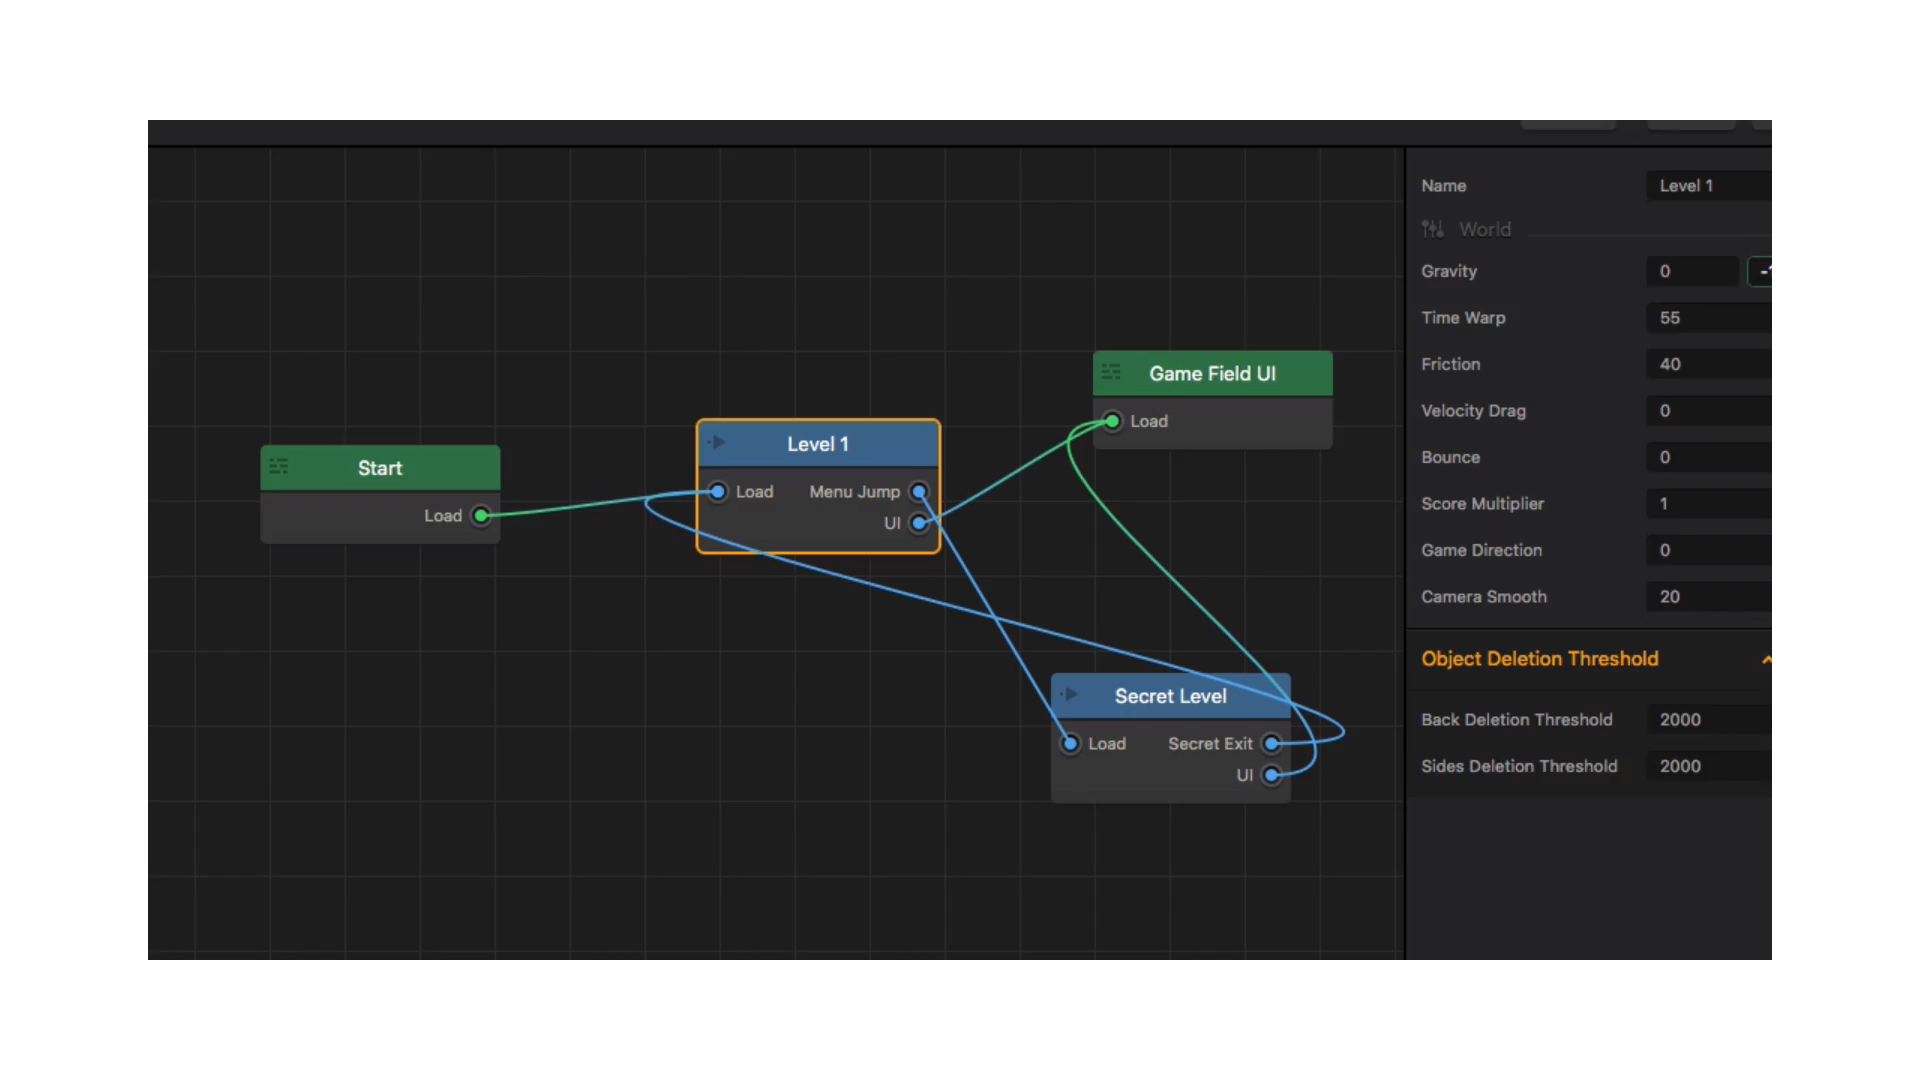 Start
Load
Level 1
Load Menu Jump
UI
Game Field UI
Load
Secret Level
Load Secret Exit
UI
Name Level 1
World
Gravity 0
Time Warp 55
Friction 40
Velocity Drag 0
Bounce 0
Score Multiplier 1
Game Direction 0
Camera Smooth 20
Object Deletion Threshold
Back Deletion Threshold 2000
Sides Deletion Threshold 2000